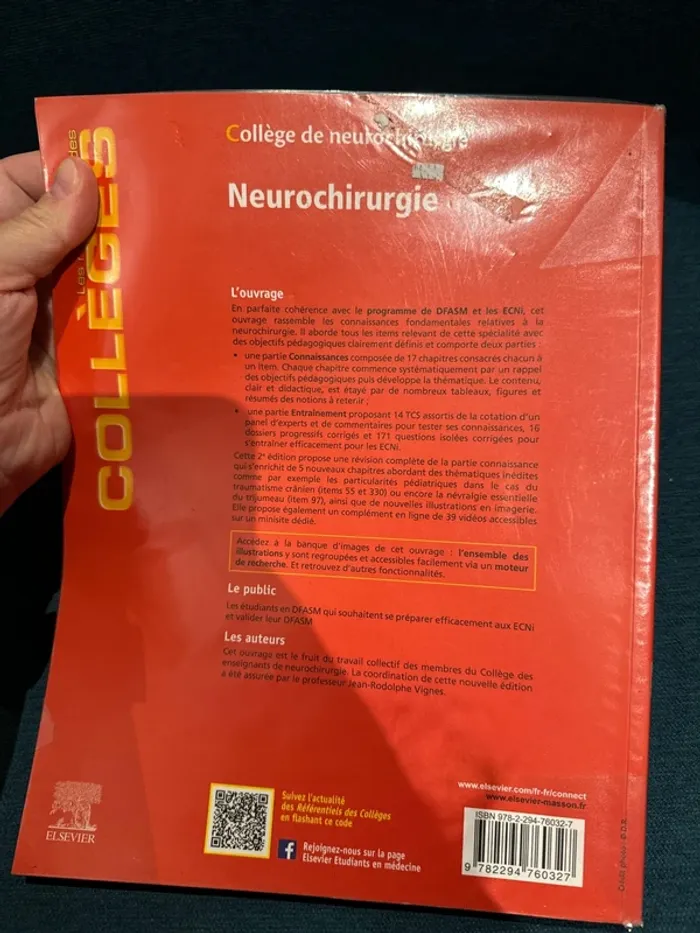 Les
des
COLLÈGES
Collège de neurochirurgie
Neurochirurgie
L'ouvrage
En parfaite cohérence avec le programme de DFASM et les ECNi, cet
ouvrage rassemble les connaissances fondamentales relatives à la
neurochirurgie. Il aborde tous les items relevant de cette spécialité avec
des objectifs pédagogiques clairement définis et comporte deux parties :
• une partie Connaissances composée de 17 chapitres consacrés chacun à
un item. Chaque chapitre commence systématiquement par un rappel
des objectifs pédagogiques puis développe la thématique. Le contenu,
clair et didactique, est étayé par de nombreux tableaux, figures et
résumés des notions à retenir ;
• une partie Entraînement proposant 14 TCS assortis de la cotation d'un
panel d'experts et de commentaires pour tester ses connaissances, 16
dossiers progressifs corrigés et 171 questions isolées corrigées pour
s'entraîner efficacement pour les ECNi.
Cette 2e édition propose une révision complète de la partie connaissance
qui s'enrichit de 5 nouveaux chapitres abordant des thématiques inédites
comme par exemple les particularités pédiatriques dans le cas du
traumatisme crânien (items 55 et 330) ou encore la névralgie essentielle
du trijumeau (item 97), ainsi que de nouvelles illustrations en imagerie.
Elle propose également un complément en ligne de 39 vidéos accessibles
sur un minisite dédié.
Accédez à la banque d'images de cet ouvrage : l'ensemble des
illustrations y sont regroupées et accessibles facilement via un moteur
de recherche. Et retrouvez d'autres fonctionnalités.
Le public
Les étudiants en DFASM qui souhaitent se préparer efficacement aux ECNi
et valider leur DFASM
Les auteurs
Cet ouvrage est le fruit du travail collectif des membres du Collège des
enseignants de neurochirurgie. La coordination de cette nouvelle édition
a été assurée par le professeur Jean-Rodolphe Vignes.
ELSEVIER
Suivez l'actualité
des Référentiels des Collèges
en flashant ce code
Rejoignez-nous sur la page
Elsevier Etudiants en médecine
www.elsevier.com/fr-fr/connect
www.elsevier-masson.fr
ISBN 978-2-294-76032-7
9 782294 760327
Crédit photo : © D.R.